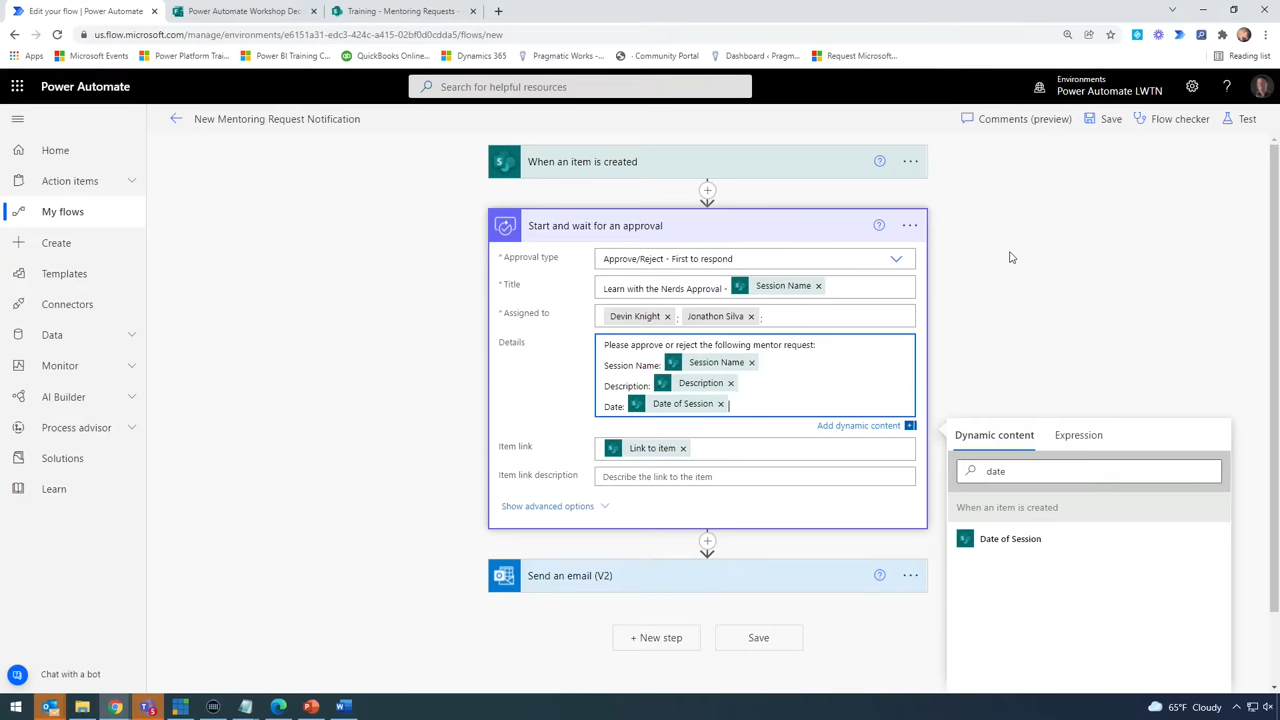 Edit your flow | Power Automate
Power Automate Workshop Dec
Training - Mentoring Requests -
us.flow.microsoft.com/manage/environments/e6151a31-edc3-424c-a415-02bf0d0cdda5/flows/new
Apps
Microsoft Events
Power Platform Trai...
Power BI Training C...
QuickBooks Online...
Dynamics 365
Pragmatic Works -...
· Community Portal
Dashboard ‹ Pragm...
Request Microsoft...
Reading list
Power Automate
Search for helpful resources
Environments
Power Automate LWTN
New Mentoring Request Notification
Comments (preview)
Save
Flow checker
Test
Home
Action items
My flows
Create
Templates
Connectors
Data
Monitor
AI Builder
Process advisor
Solutions
Learn
Chat with a bot
When an item is created
Start and wait for an approval
* Approval type
Approve/Reject - First to respond
* Title
Learn with the Nerds Approval - Session Name ×
* Assigned to
Devin Knight × ; Jonathon Silva × ;
Details
Please approve or reject the following mentor request:
Session Name: Session Name ×
Description: Description ×
Date: Date of Session ×
Add dynamic content
Item link
Link to item ×
Item link description
Describe the link to the item
Show advanced options
Send an email (V2)
+ New step
Save
Dynamic content
Expression
date
When an item is created
Date of Session
65°F Cloudy